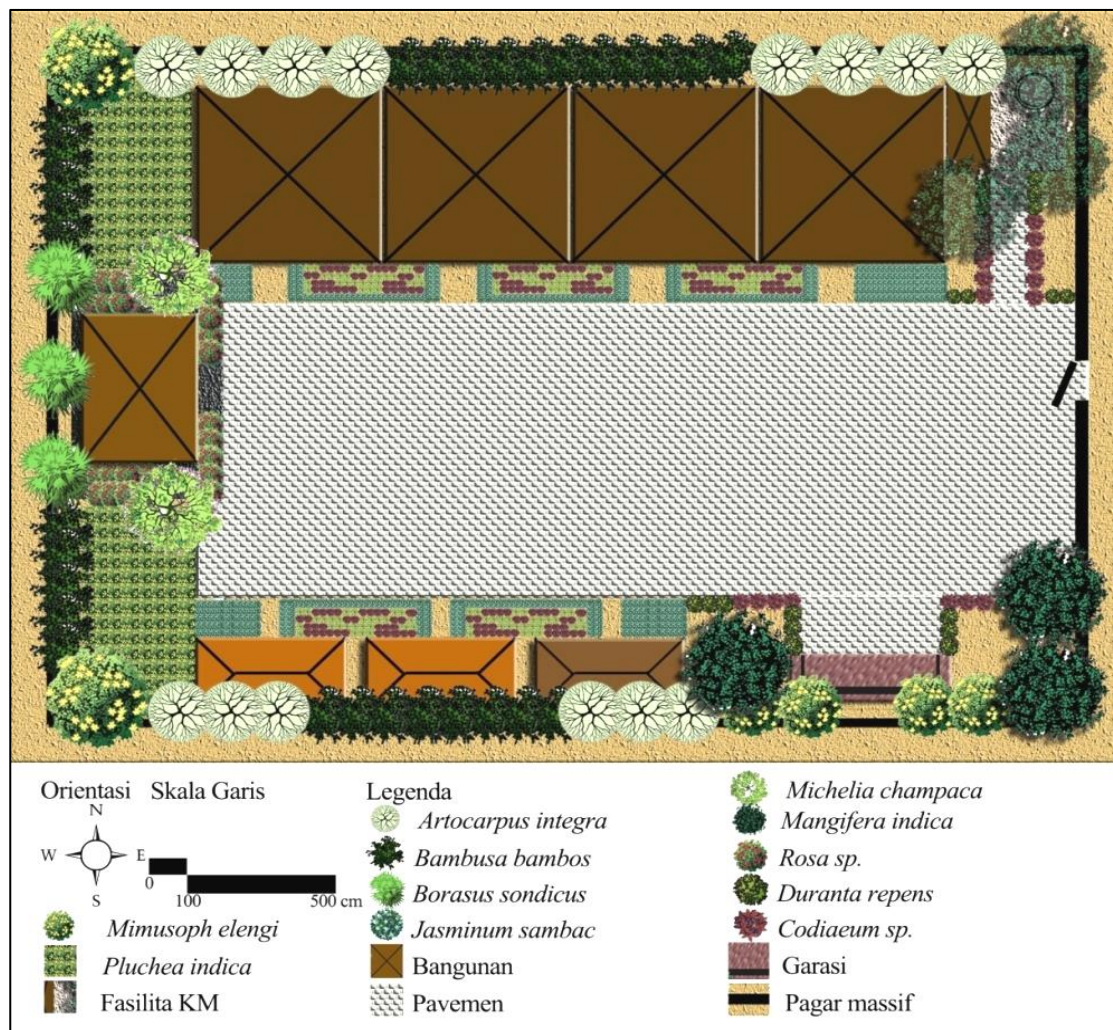 Orientasi Skala Garis
N
W E
S
0 100 500 cm
Mimusoph elengi
Pluchea indica
Fasilita KM
Legenda
Artocarpus integra
Bambusa bambos
Borasus sondicus
Jasminum sambac
Bangunan
Pavemen
Michelia champaca
Mangifera indica
Rosa sp.
Duranta repens
Codiaeum sp.
Garasi
Pagar massif